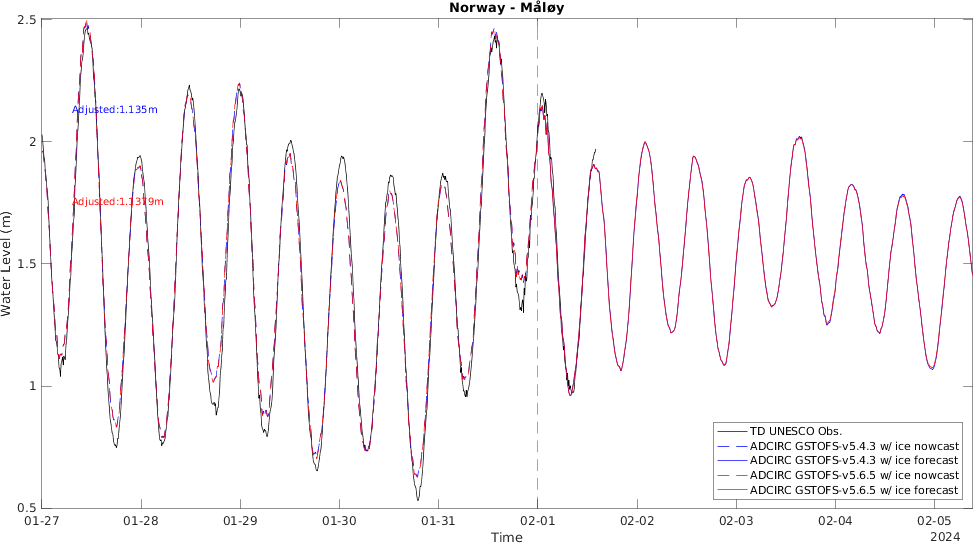 Norway - Måløy
2.5
2
1.5
1
0.5
Water Level (m)
Adjusted:1.135m
Adjusted:1.1379m
TD UNESCO Obs.
ADCIRC GSTOFS-v5.4.3 w/ ice nowcast
ADCIRC GSTOFS-v5.4.3 w/ ice forecast
ADCIRC GSTOFS-v5.6.5 w/ ice nowcast
ADCIRC GSTOFS-v5.6.5 w/ ice forecast
01-27 01-28 01-29 01-30 01-31 02-01 02-02 02-03 02-04 02-05
Time
2024